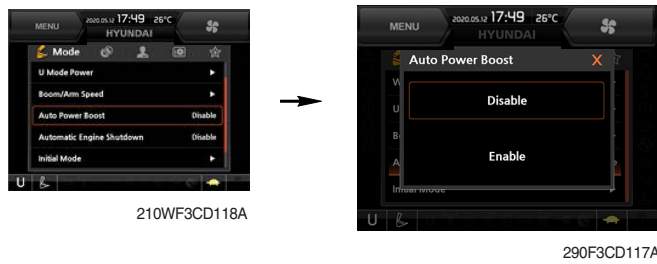 MENU
2020.05.12 17:49 26°C
HYUNDAI
Mode
U Mode Power
Boom/Arm Speed
Auto Power Boost Disable
Automatic Engine Shutdown Disable
Initial Mode
U
210WF3CD118A
MENU
2020.05.12 17:49 26°C
HYUNDAI
Auto Power Boost X
Disable
Enable
W
U
B
A
Initial Mode
U
290F3CD117A